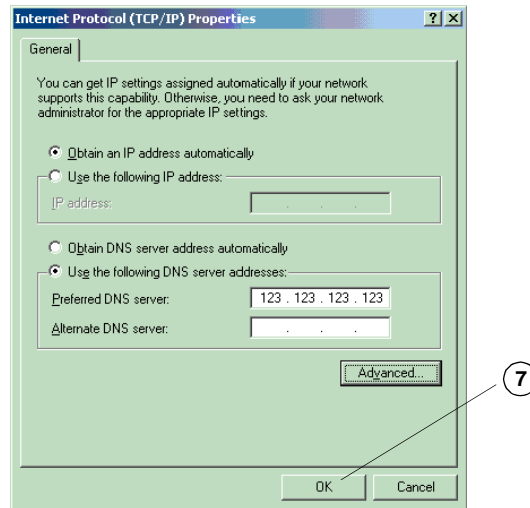 Internet Protocol (TCP/IP) Properties
General
You can get IP settings assigned automatically if your network
supports this capability. Otherwise, you need to ask your network
administrator for the appropriate IP settings.
Obtain an IP address automatically
Use the following IP address:
IP address: . . .
Obtain DNS server address automatically
Use the following DNS server addresses:
Preferred DNS server: 123 . 123 . 123 . 123
Alternate DNS server: . . .
Advanced...
7
OK Cancel